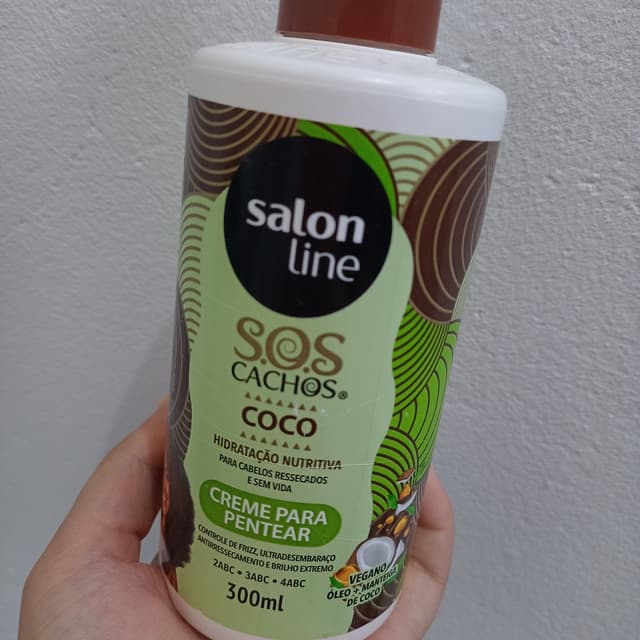 salon
line
S.O.S
CACHOS®
COCO
HIDRATAÇÃO NUTRITIVA
PARA CABELOS RESSECADOS
E SEM VIDA
CREME PARA
PENTEAR
CONTROLE DE FRIZZ, ULTRADESEMBARAÇO
ANTIRRESSECAMENTO E BRILHO EXTREMO
2ABC • 3ABC • 4ABC
300ml
VEGANO
ÓLEO + MANTEIGA
DE COCO